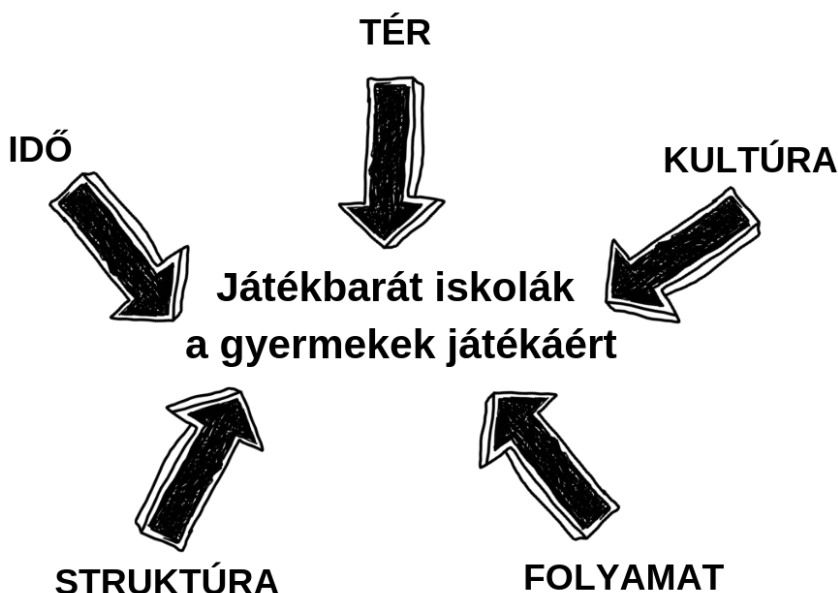 TÉR
IDŐ
KULTÚRA
Játékbarát iskolák
a gyermekek játékáért
STRUKTÚRA
FOLYAMAT